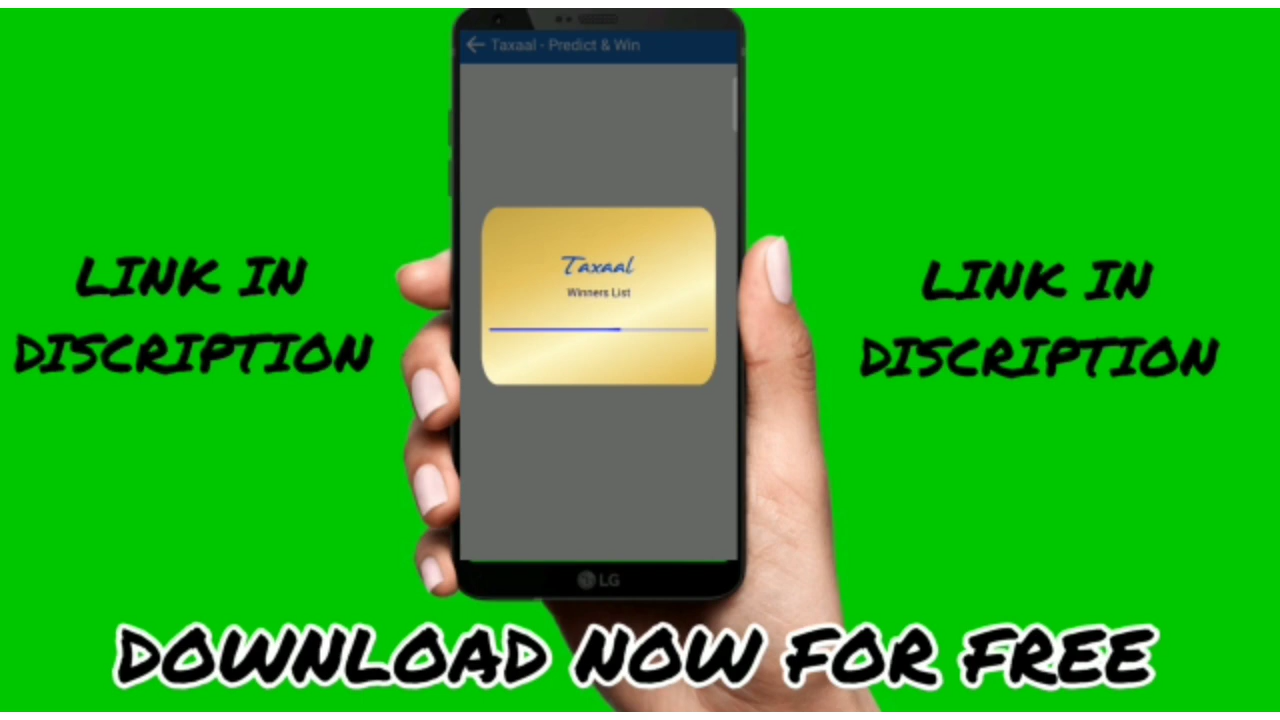 Taxaal - Predict & Win
Taxaal
Winners List
LINK IN
DISCRIPTION
LINK IN
DISCRIPTION
LG
DOWNLOAD NOW FOR FREE